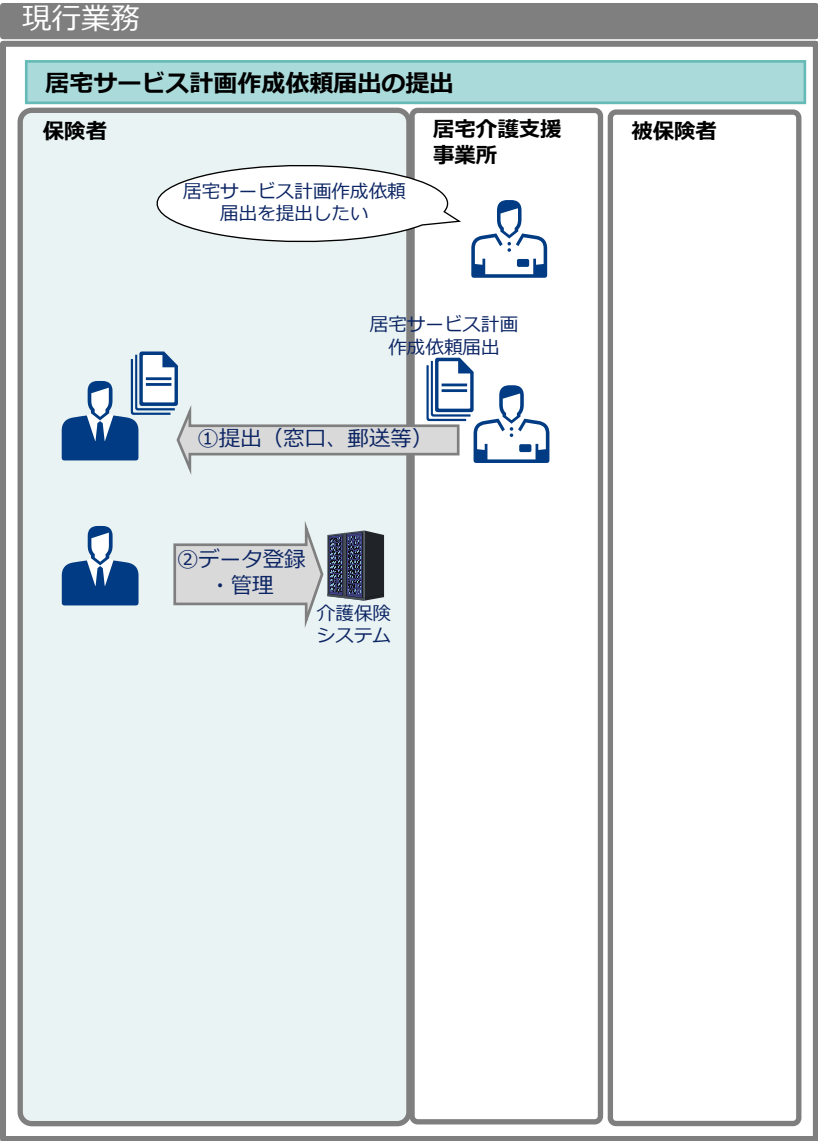 現行業務
居宅サービス計画作成依頼届出の提出
保険者
居宅介護支援
事業所
被保険者
居宅サービス計画作成依頼
届出を提出したい
居宅サービス計画
作成依頼届出
①提出（窓口、郵送等）
②データ登録
・管理
介護保険
システム